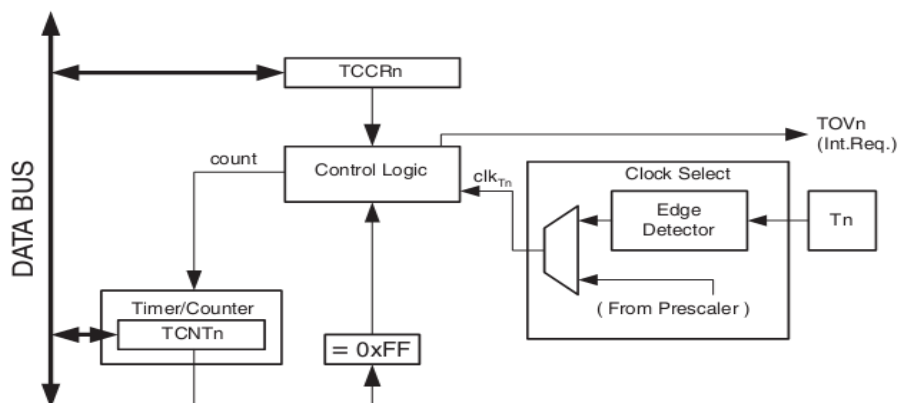 TCCRn
TOVn
(Int.Req.)
count
Control Logic
clkTn
Clock Select
Edge
Detector
Tn
DATA BUS
Timer/Counter
TCNTn
= 0xFF
( From Prescaler )